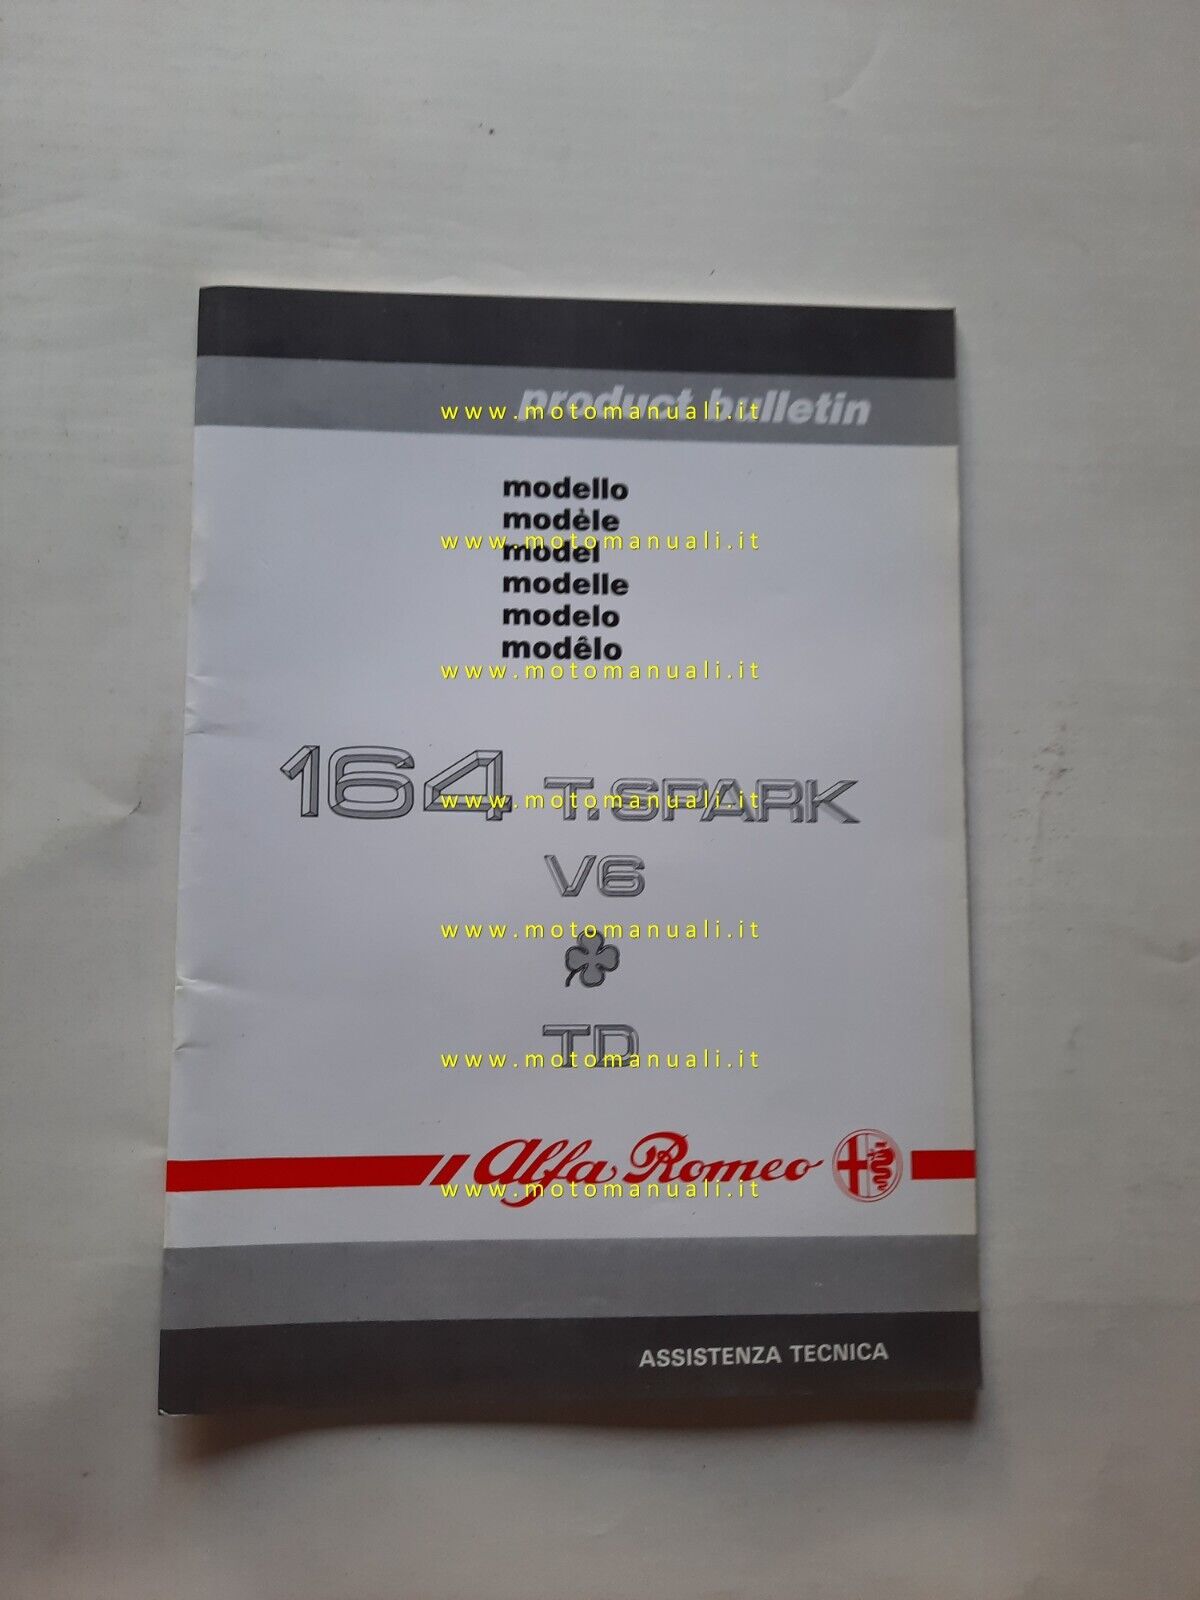 product bulletin
www.motomanuali.it
modello
modèle
www.motomanuali.it
model
modelle
modelo
modêlo
www.motomanuali.it
164 T.SPARK
www.motomanuali.it
V6
www.motomanuali.it
TD
www.motomanuali.it
Alfa Romeo
www.motomanuali.it
ASSISTENZA TECNICA